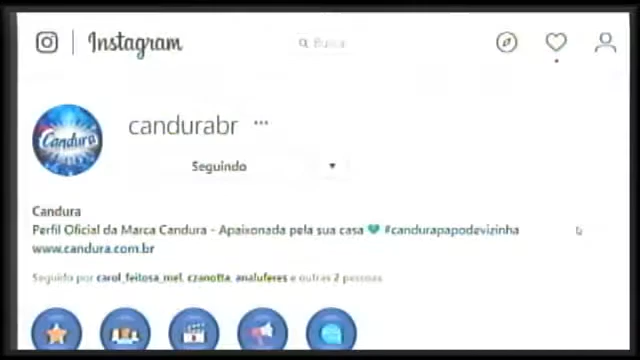 Instagram
Busca
Candura
candurabr ...
Seguindo
Candura
Perfil Oficial da Marca Candura - Apaixonada pela sua casa 💚 #candurapapodevizinha
www.candura.com.br
Seguido por carol_feitosa_mel, czanotta, analuferes e outras 2 pessoas